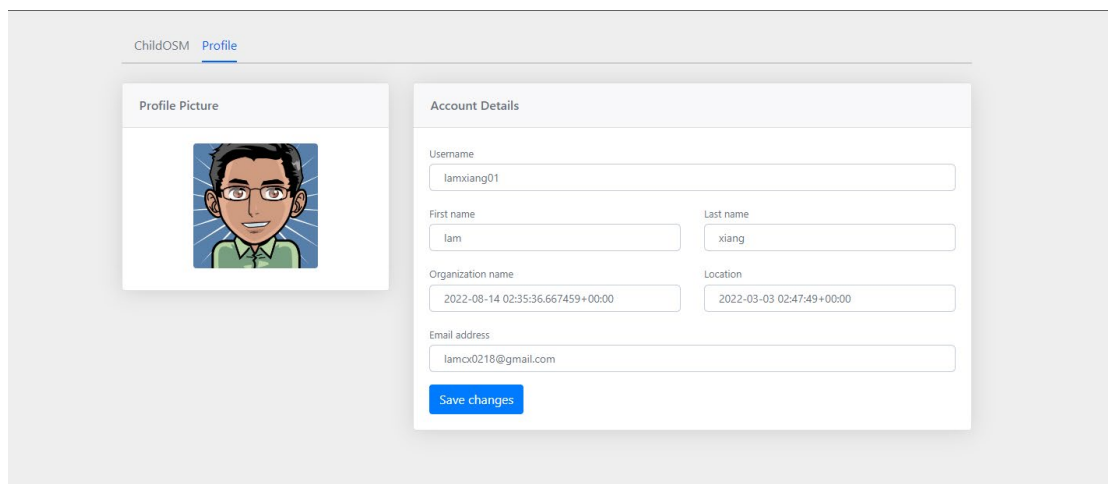 ChildOSM Profile
Profile Picture
Account Details
Username
lamxiang01
First name Last name
lam xiang
Organization name Location
2022-08-14 02:35:36.667459+00:00 2022-03-03 02:47:49+00:00
Email address
lamcx0218@gmail.com
Save changes